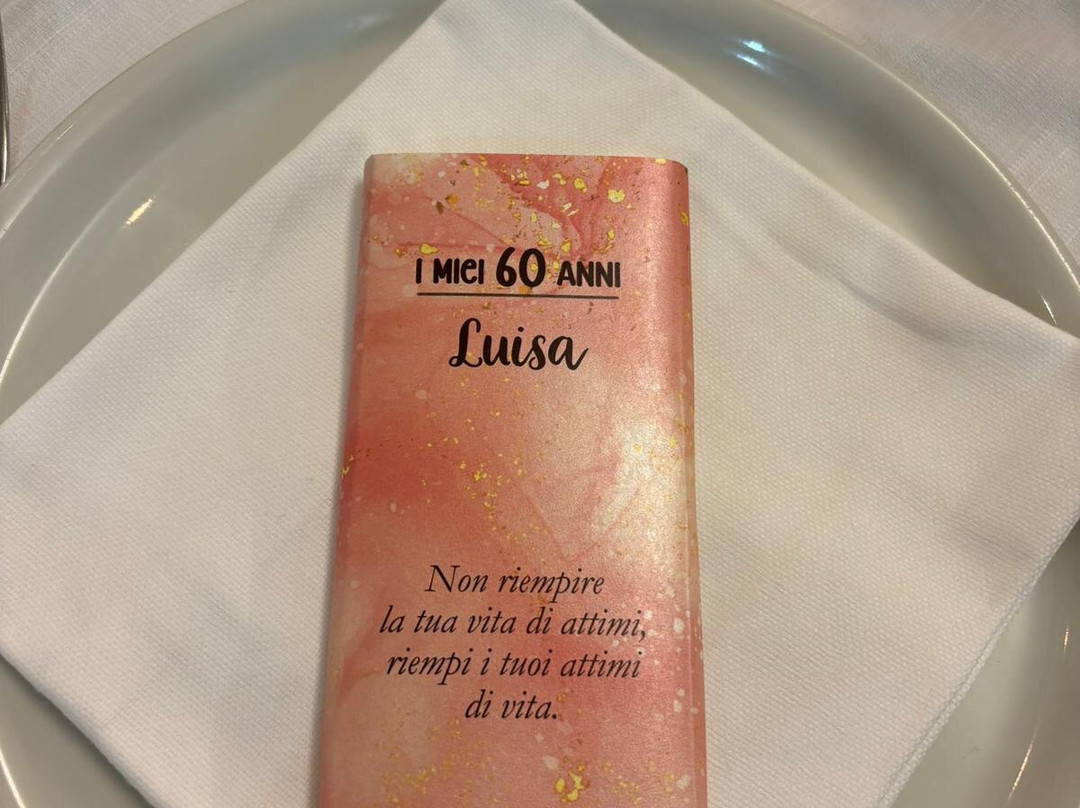 I MIEI 60 ANNI
Luisa
Non riempire
la tua vita di attimi,
riempi i tuoi attimi
di vita.